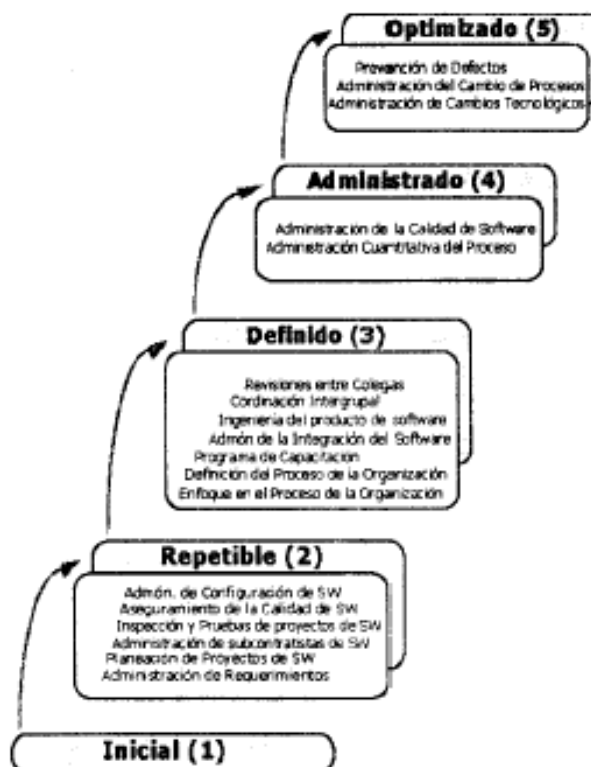 Optimizado (5)
Prevención de Defectos
Administración del Cambio de Procesos
Administración de Cambios Tecnológicos
Administrado (4)
Administración de la Calidad de Software
Administración Cuantitativa del Proceso
Definido (3)
Revisiones entre Colegas
Cordinación Intergrupal
Ingeniería del producto de software
Admón de la Integración del Software
Programa de Capacitación
Definición del Proceso de la Organización
Enfoque en el Proceso de la Organización
Repetible (2)
Admón. de Configuración de SW
Aseguramiento de la Calidad de SW
Inspección y Pruebas de proyectos de SW
Administración de subcontratistas de SW
Planeación de Proyectos de SW
Administración de Requerimientos
Inicial (1)